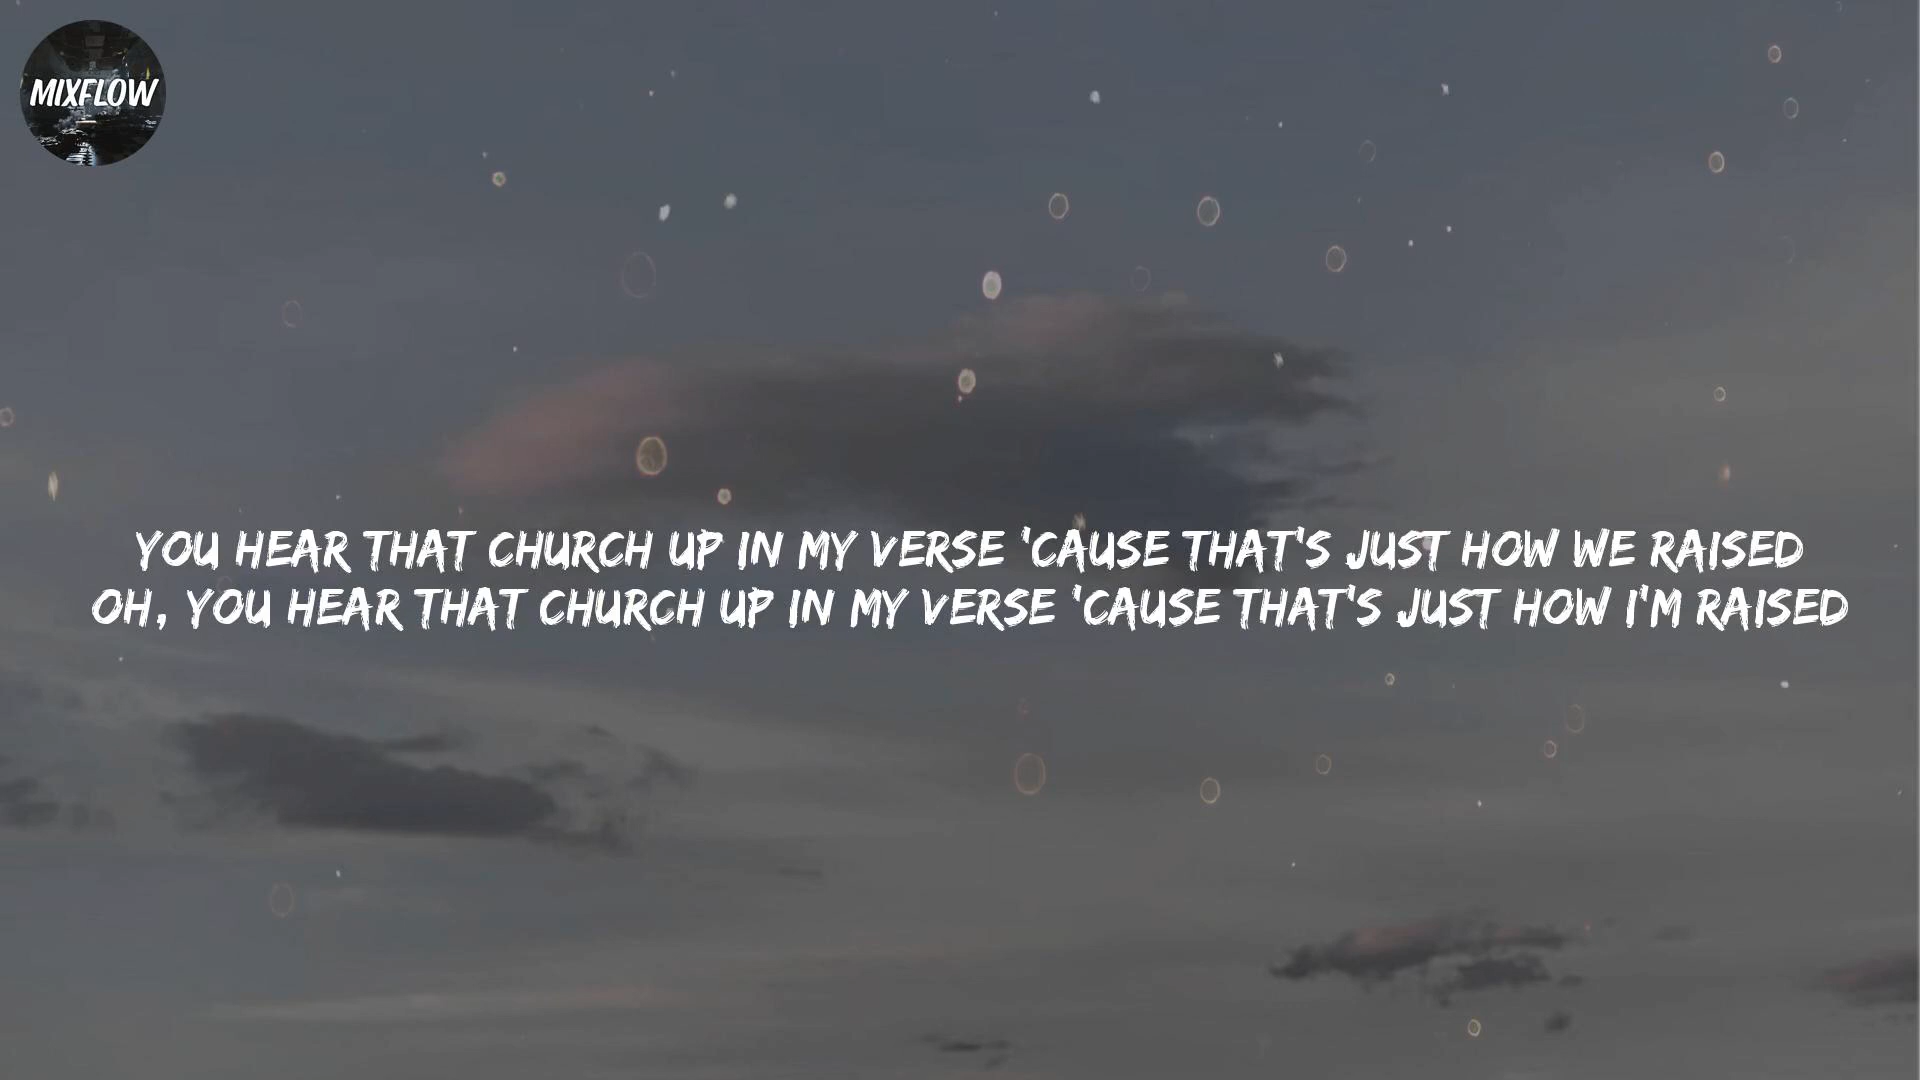 MIXFLOW
YOU HEAR THAT CHURCH UP IN MY VERSE 'CAUSE THAT'S JUST HOW WE RAISED
OH, YOU HEAR THAT CHURCH UP IN MY VERSE 'CAUSE THAT'S JUST HOW I'M RAISED